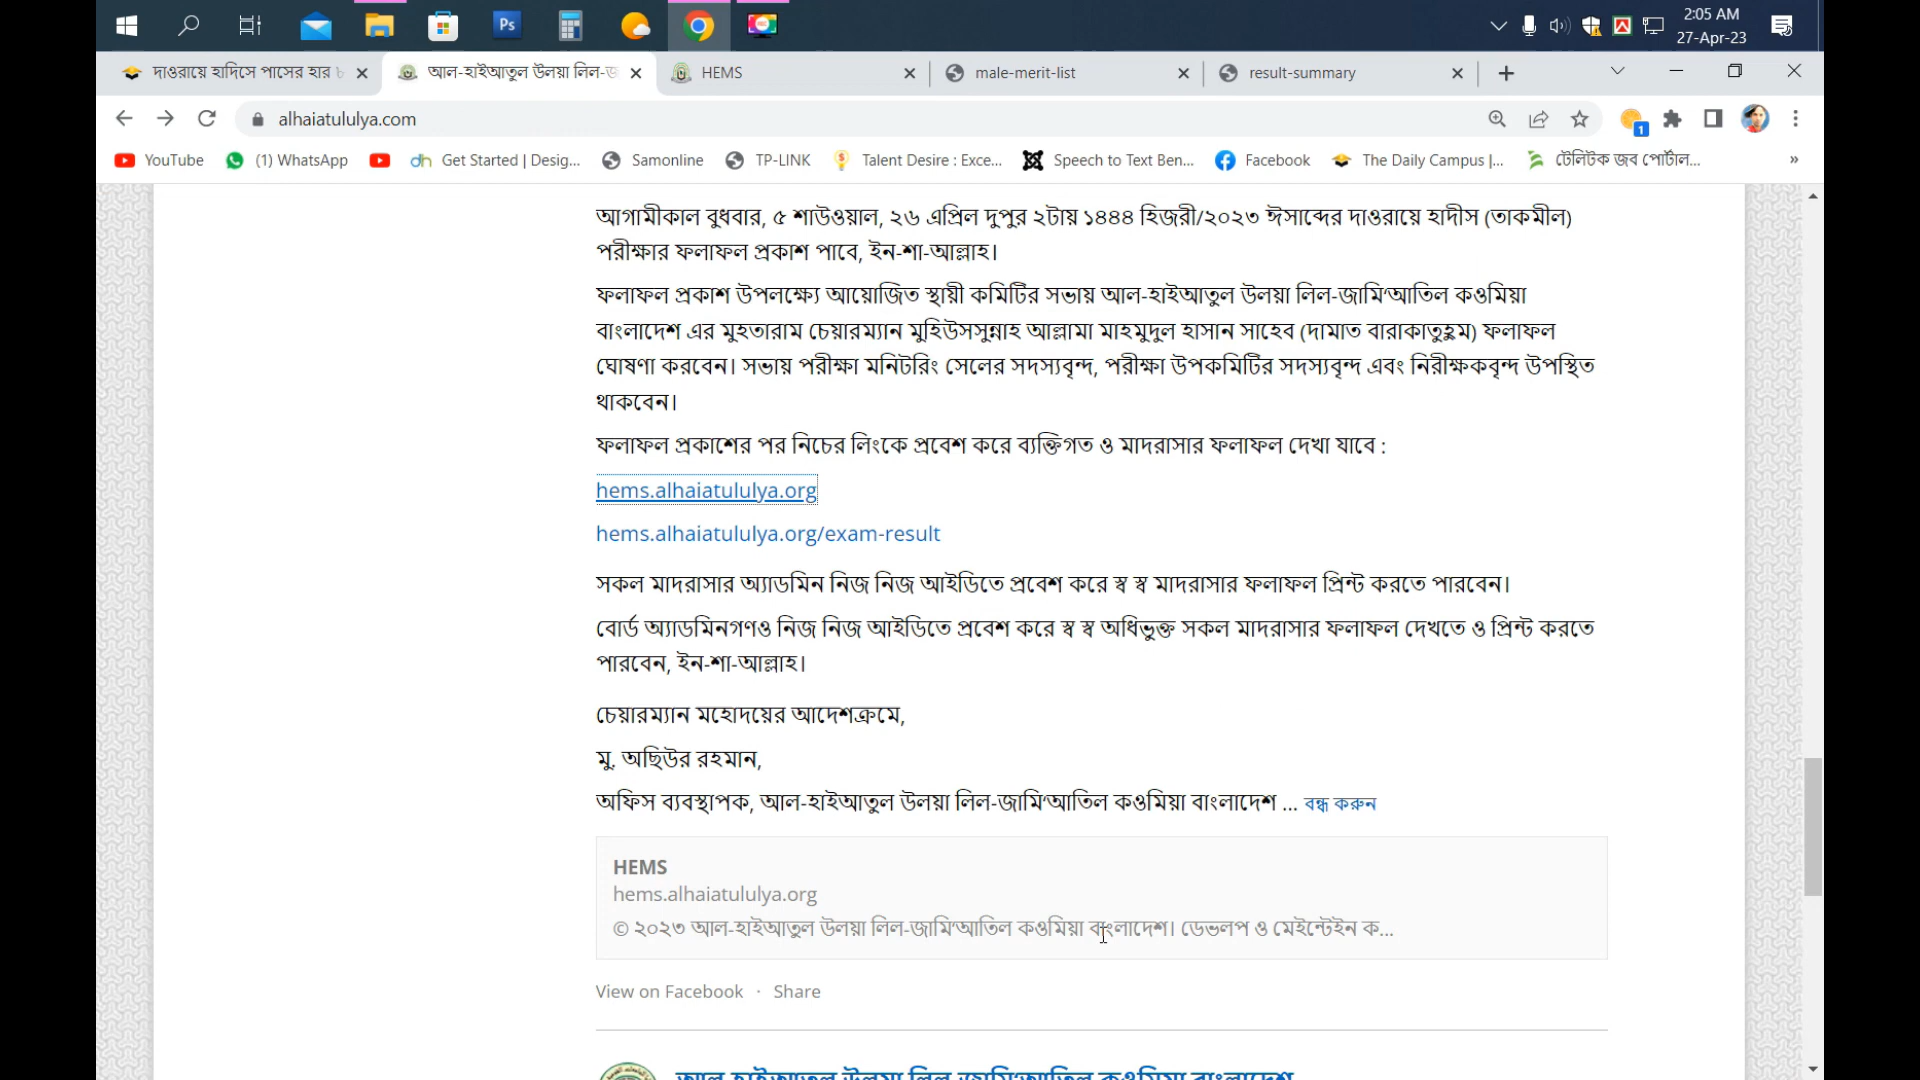 Ps
2:05 AM
27-Apr-23
দাওরায়ে হাদিসে পাসের হার
আল-হাইআতুল উলয়া লিল-জ
HEMS
male-merit-list
result-summary
alhaiatululya.com
1
YouTube
(1) WhatsApp
Get Started | Desig...
Samonline
TP-LINK
Talent Desire : Exce...
Speech to Text Ben...
Facebook
The Daily Campus |...
টেলিটক জব পোর্টাল...
»
আগামীকাল বুধবার, ৫ শাউওয়াল, ২৬ এপ্রিল দুপুর ২টায় ১৪৪৪ হিজরী/২০২৩ ঈসাব্দের দাওরায়ে হাদীস (তাকমীল)
পরীক্ষার ফলাফল প্রকাশ পাবে, ইন-শা-আল্লাহ।
ফলাফল প্রকাশ উপলক্ষ্যে আয়োজিত স্থায়ী কমিটির সভায় আল-হাইআতুল উলয়া লিল-জামি‘আতিল কওমিয়া
বাংলাদেশ এর মুহতারাম চেয়ারম্যান মুহিউসসুন্নাহ আল্লামা মাহমুদুল হাসান সাহেব (দামাত বারাকাতুহুম) ফলাফল
ঘোষণা করবেন। সভায় পরীক্ষা মনিটরিং সেলের সদস্যবৃন্দ, পরীক্ষা উপকমিটির সদস্যবৃন্দ এবং নিরীক্ষকবৃন্দ উপস্থিত
থাকবেন।
ফলাফল প্রকাশের পর নিচের লিংকে প্রবেশ করে ব্যক্তিগত ও মাদরাসার ফলাফল দেখা যাবে :
hems.alhaiatululya.org
hems.alhaiatululya.org/exam-result
সকল মাদরাসার অ্যাডমিন নিজ নিজ আইডিতে প্রবেশ করে স্ব স্ব মাদরাসার ফলাফল প্রিন্ট করতে পারবেন।
বোর্ড অ্যাডমিনগণও নিজ নিজ আইডিতে প্রবেশ করে স্ব স্ব অধিভুক্ত সকল মাদরাসার ফলাফল দেখতে ও প্রিন্ট করতে
পারবেন, ইন-শা-আল্লাহ।
চেয়ারম্যান মহোদয়ের আদেশক্রমে,
মু. অছিউর রহমান,
অফিস ব্যবস্থাপক, আল-হাইআতুল উলয়া লিল-জামি‘আতিল কওমিয়া বাংলাদেশ ... বন্ধ করুন
HEMS
hems.alhaiatululya.org
© ২০২৩ আল-হাইআতুল উলয়া লিল-জামি‘আতিল কওমিয়া বাংলাদেশ। ডেভলপ ও মেইন্টেইন ক...
View on Facebook · Share
আল হাইআতুল উলয়া লিল জামি‘আতিল কওমিয়া বাংলাদেশ